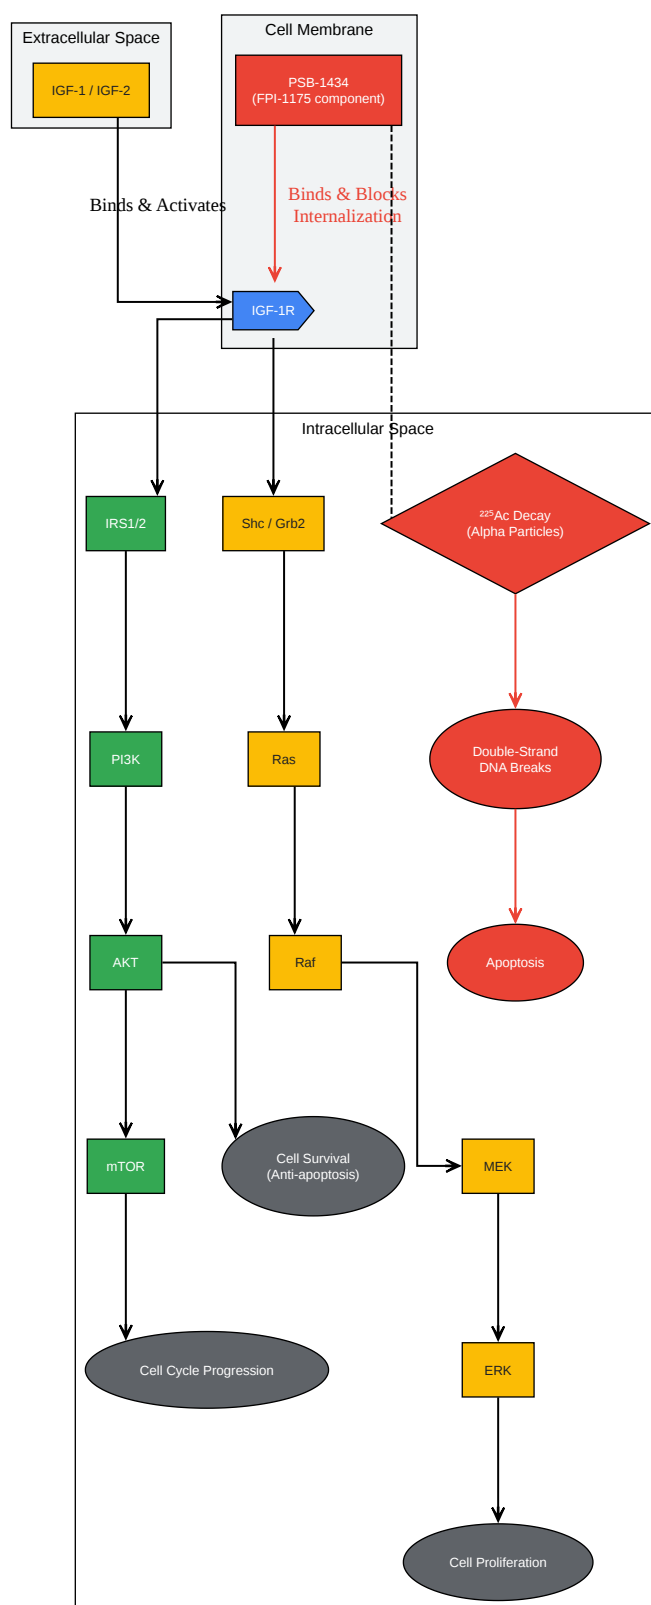 Extracellular Space
Cell Membrane
IGF-1 / IGF-2
PSB-1434
(FPI-1175 component)
Binds & Activates
Binds & Blocks
Internalization
IGF-1R
Intracellular Space
IRS1/2
Shc / Grb2
²²⁵Ac Decay
(Alpha Particles)
PI3K
Ras
Double-Strand
DNA Breaks
AKT
Raf
Apoptosis
mTOR
Cell Survival
(Anti-apoptosis)
MEK
Cell Cycle Progression
ERK
Cell Proliferation